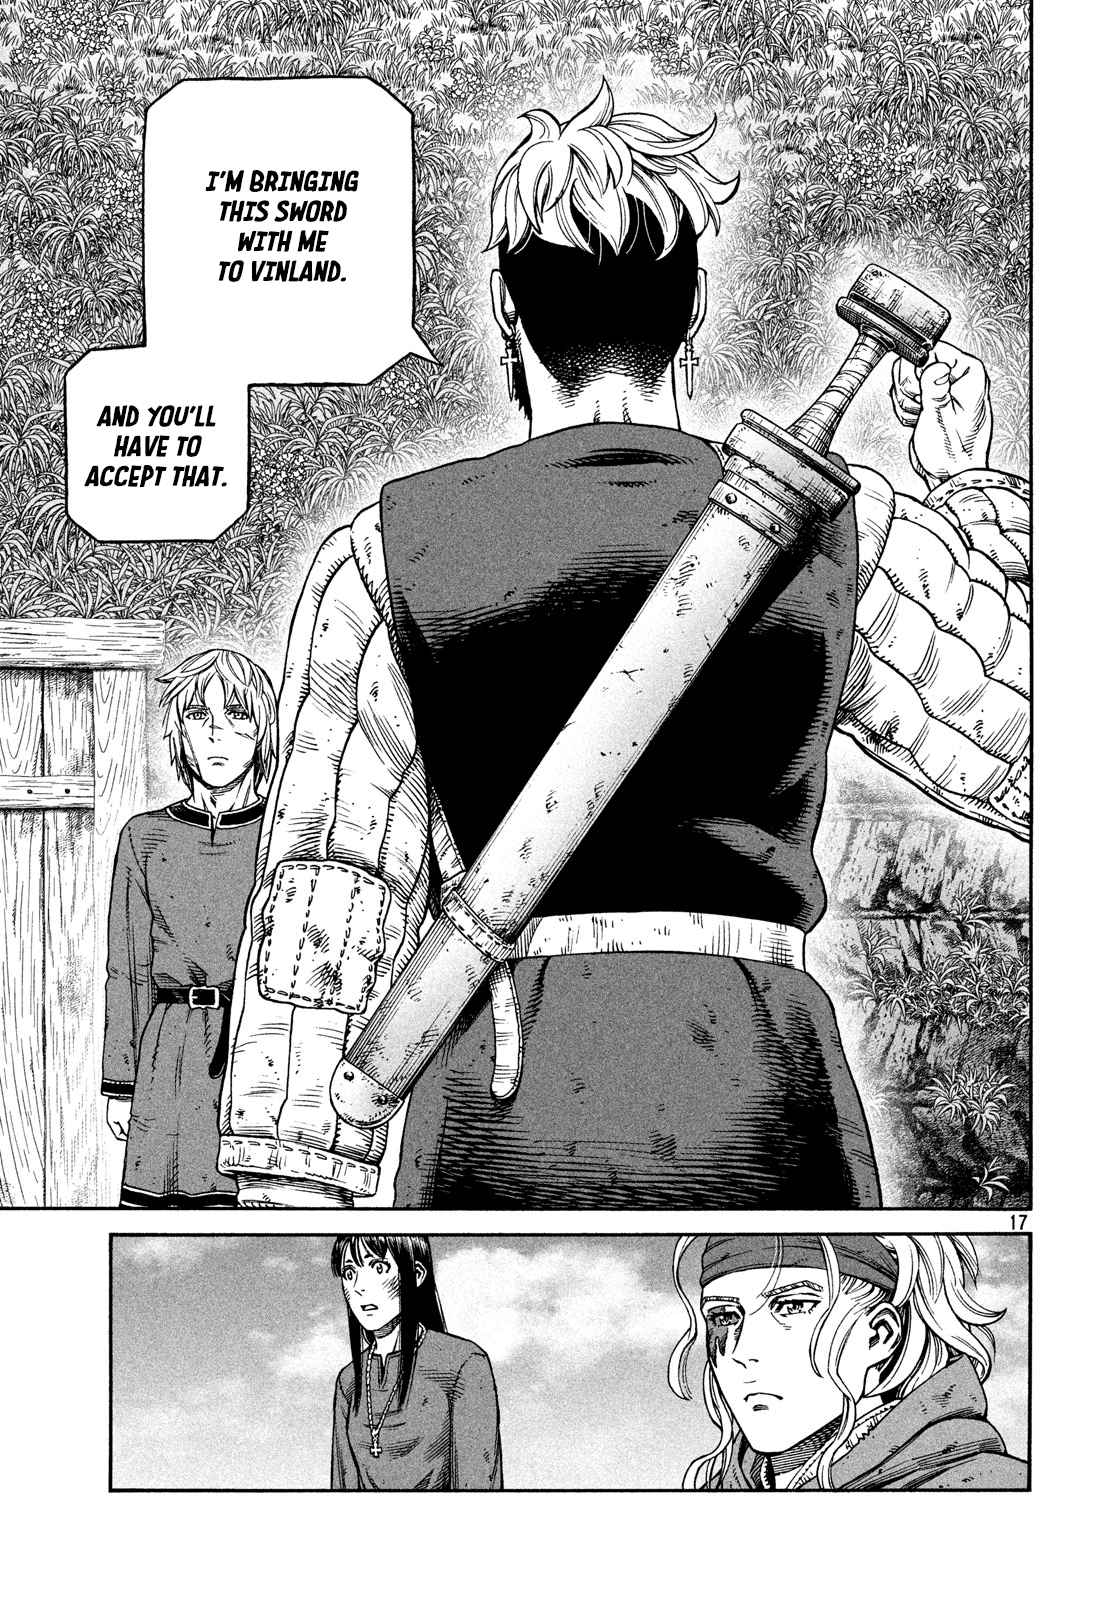 I'M BRINGING
THIS SWORD
WITH ME
TO VINLAND.
AND YOU'LL
HAVE TO
ACCEPT THAT.
17